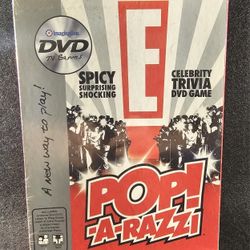 imagination
DVD
TV Games
A new way to play!
SPICY
SURPRISING
SHOCKING
E
CELEBRITY
TRIVIA
DVD GAME
POP!
-A-RAZZI